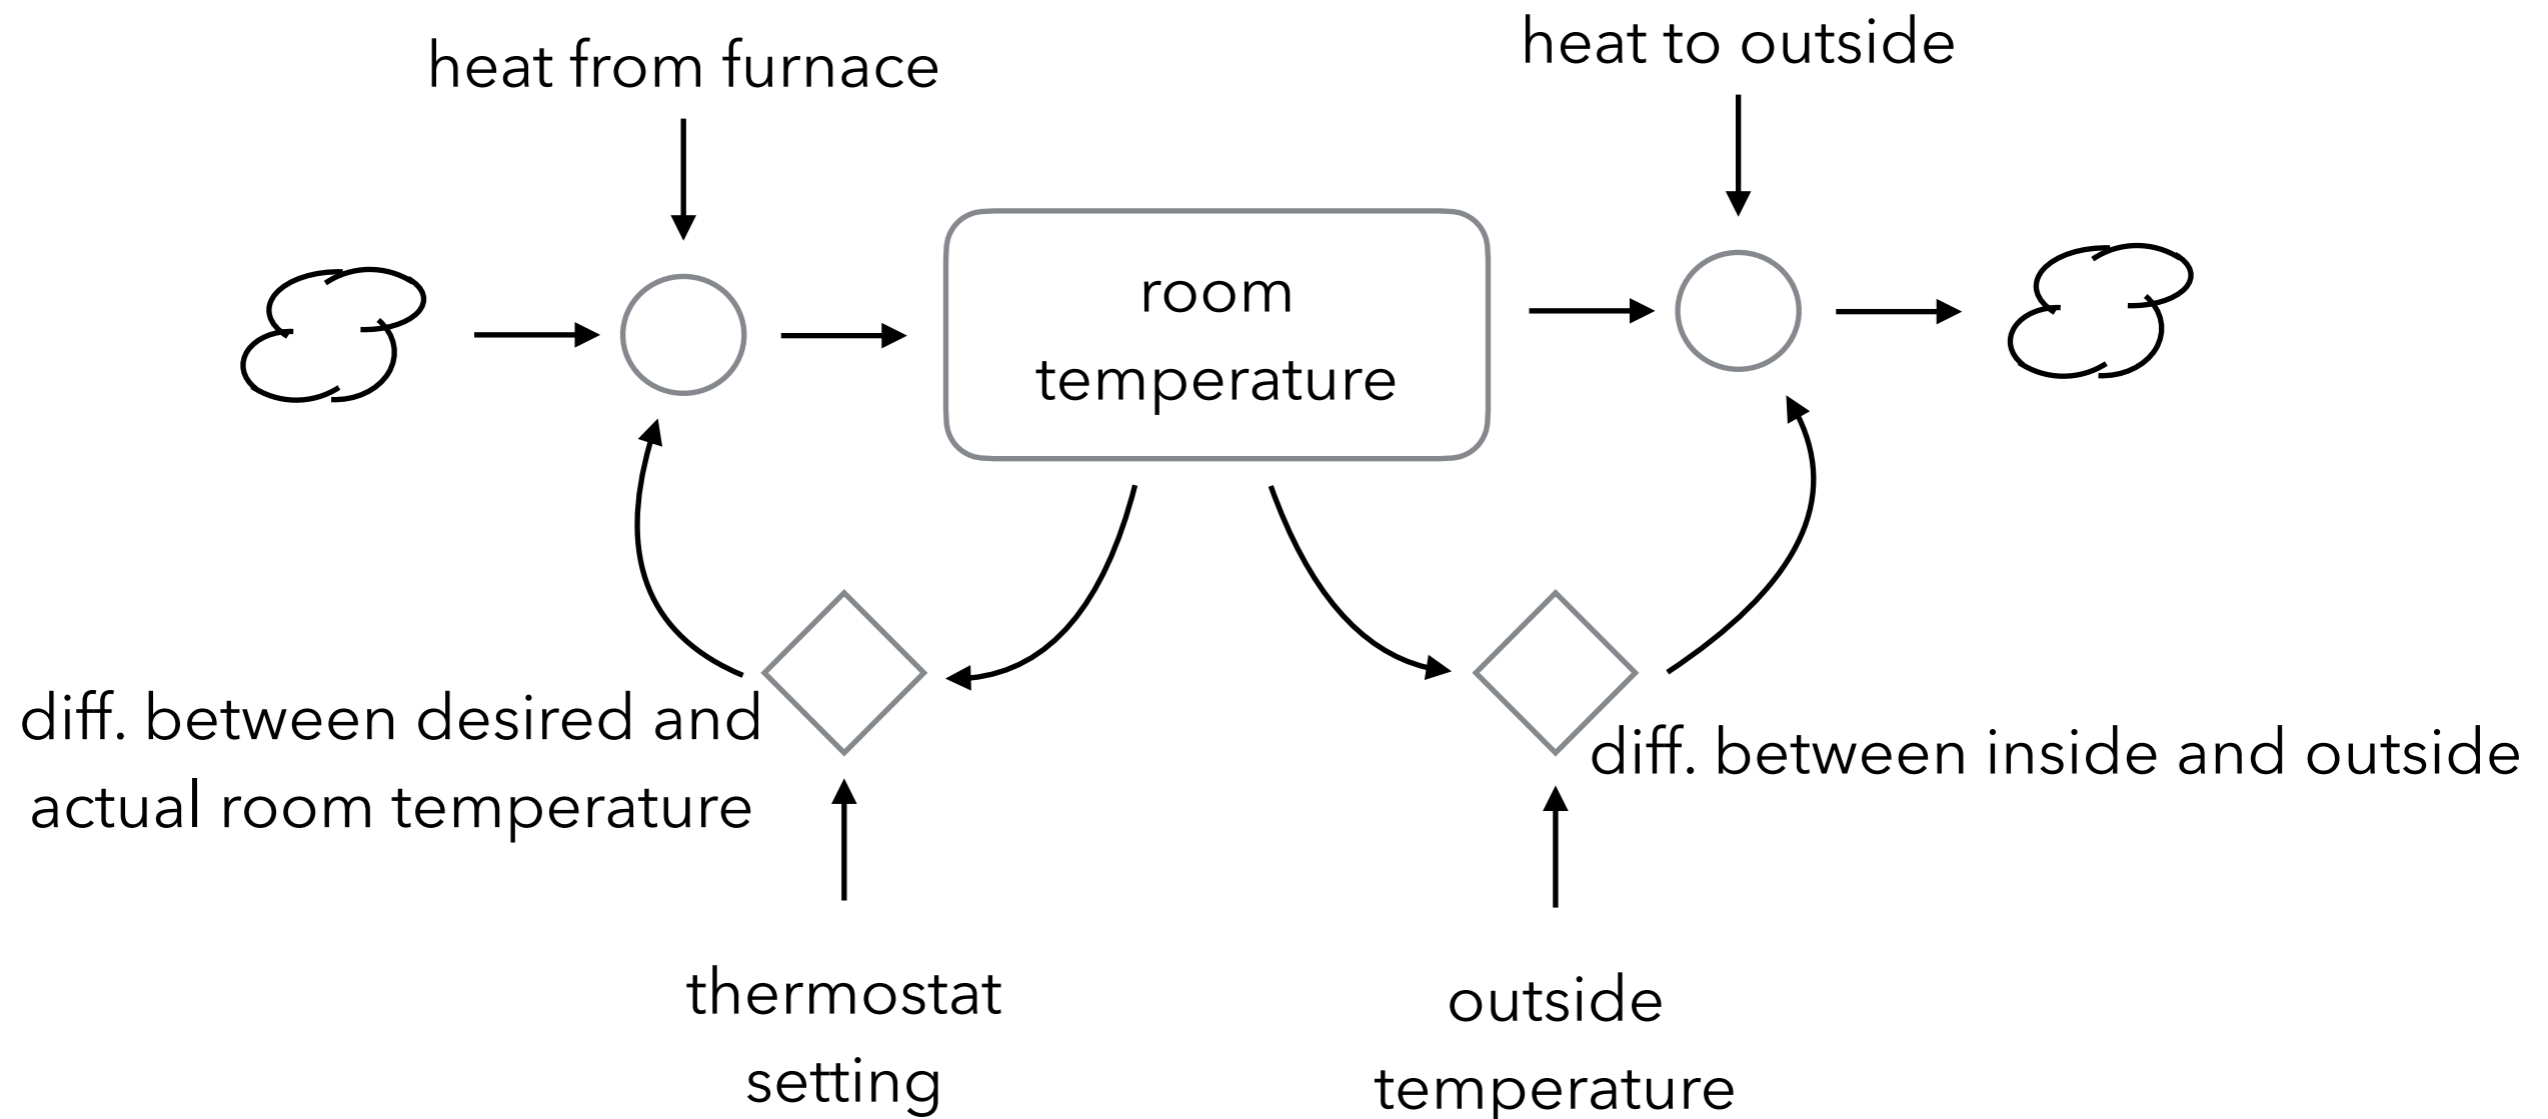 heat from furnace
heat to outside
room
temperature
diff. between desired and
actual room temperature
diff. between inside and outside
thermostat
setting
outside
temperature